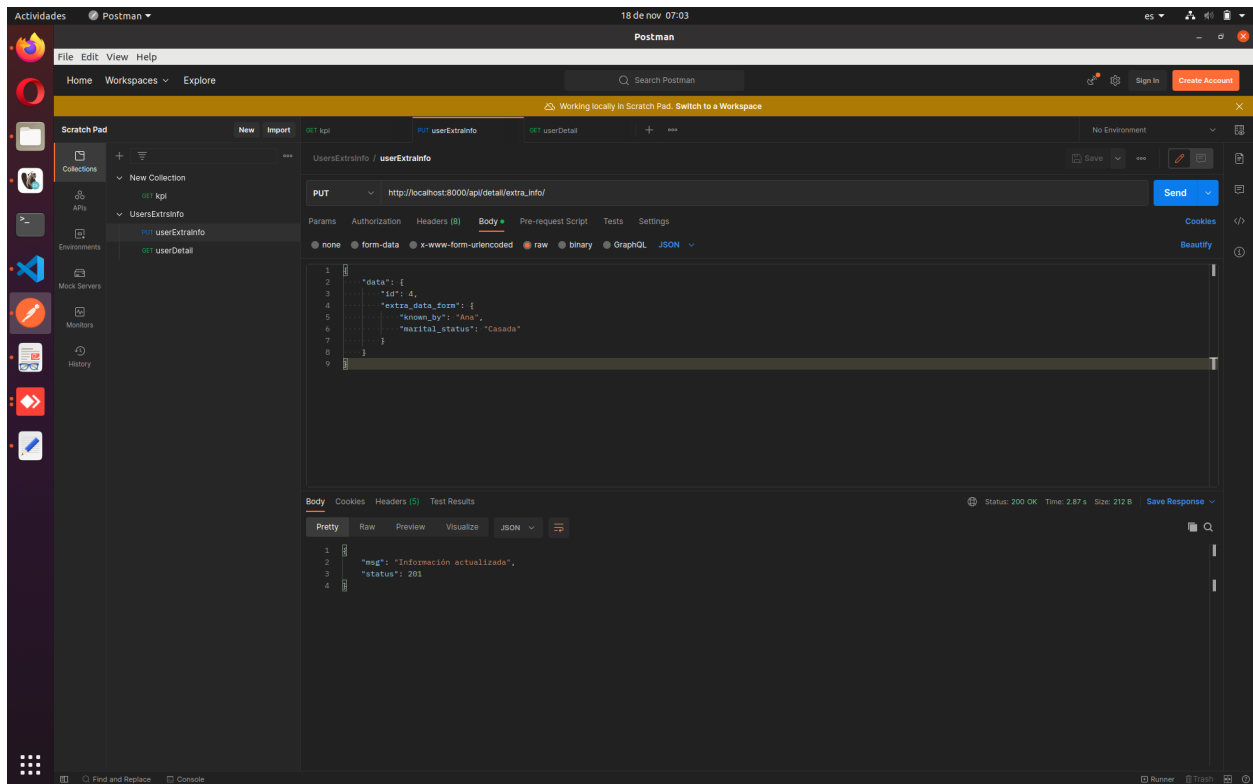 Actividades Postman 18 de nov 07:03 es
Postman
File Edit View Help
Home Workspaces Explore Search Postman Sign In Create Account
Working locally in Scratch Pad. Switch to a Workspace
Scratch Pad New Import GET kpi PUT userExtraInfo GET userDetail No Environment
Collections
APIs
Environments
Mock Servers
Monitors
History
New Collection
GET kpi
UsersExtrsInfo
PUT userExtraInfo
GET userDetail
UsersExtrsInfo / userExtraInfo Save
PUT http://localhost:8000/api/detail/extra_info/ Send
Params Authorization Headers (8) Body Pre-request Script Tests Settings Cookies
none form-data x-www-form-urlencoded raw binary GraphQL JSON Beautify
1 {
2 "data": {
3 "id": 4,
4 "extra_data_form": {
5 "known_by": "Ana",
6 "marital_status": "Casada"
7 }
8 }
9 }
Body Cookies Headers (5) Test Results Status: 200 OK Time: 2.87 s Size: 212 B Save Response
Pretty Raw Preview Visualize JSON
1 {
2 "msg": "Información actualizada",
3 "status": 201
4 }
Find and Replace Console Runner Trash